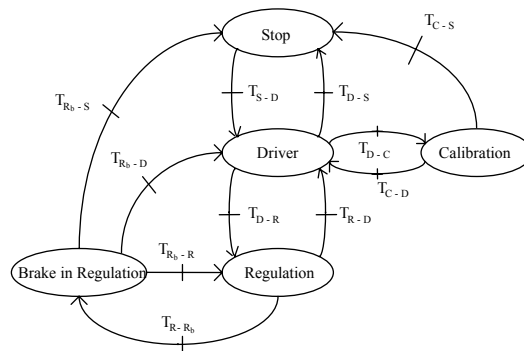 Stop
T_C-S
T_Rb-S
T_S-D
T_D-S
T_Rb-D
Driver
T_D-C
Calibration
T_C-D
T_D-R
T_R-D
T_Rb-R
Brake in Regulation
Regulation
T_R-Rb